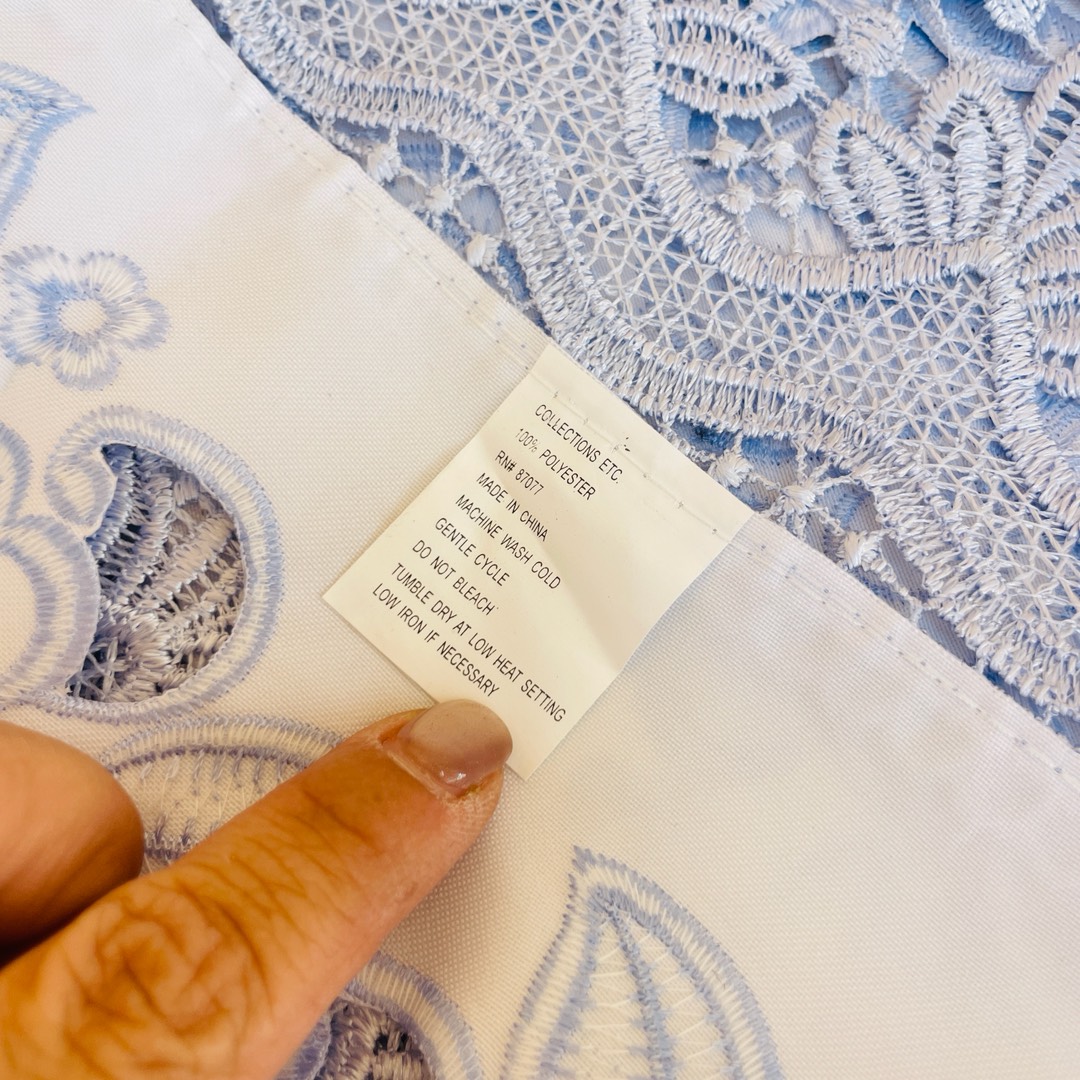 COLLECTIONS ETC.
100% POLYESTER
RN# 87077
MADE IN CHINA
MACHINE WASH COLD
GENTLE CYCLE
DO NOT BLEACH
TUMBLE DRY AT LOW HEAT SETTING
LOW IRON IF NECESSARY